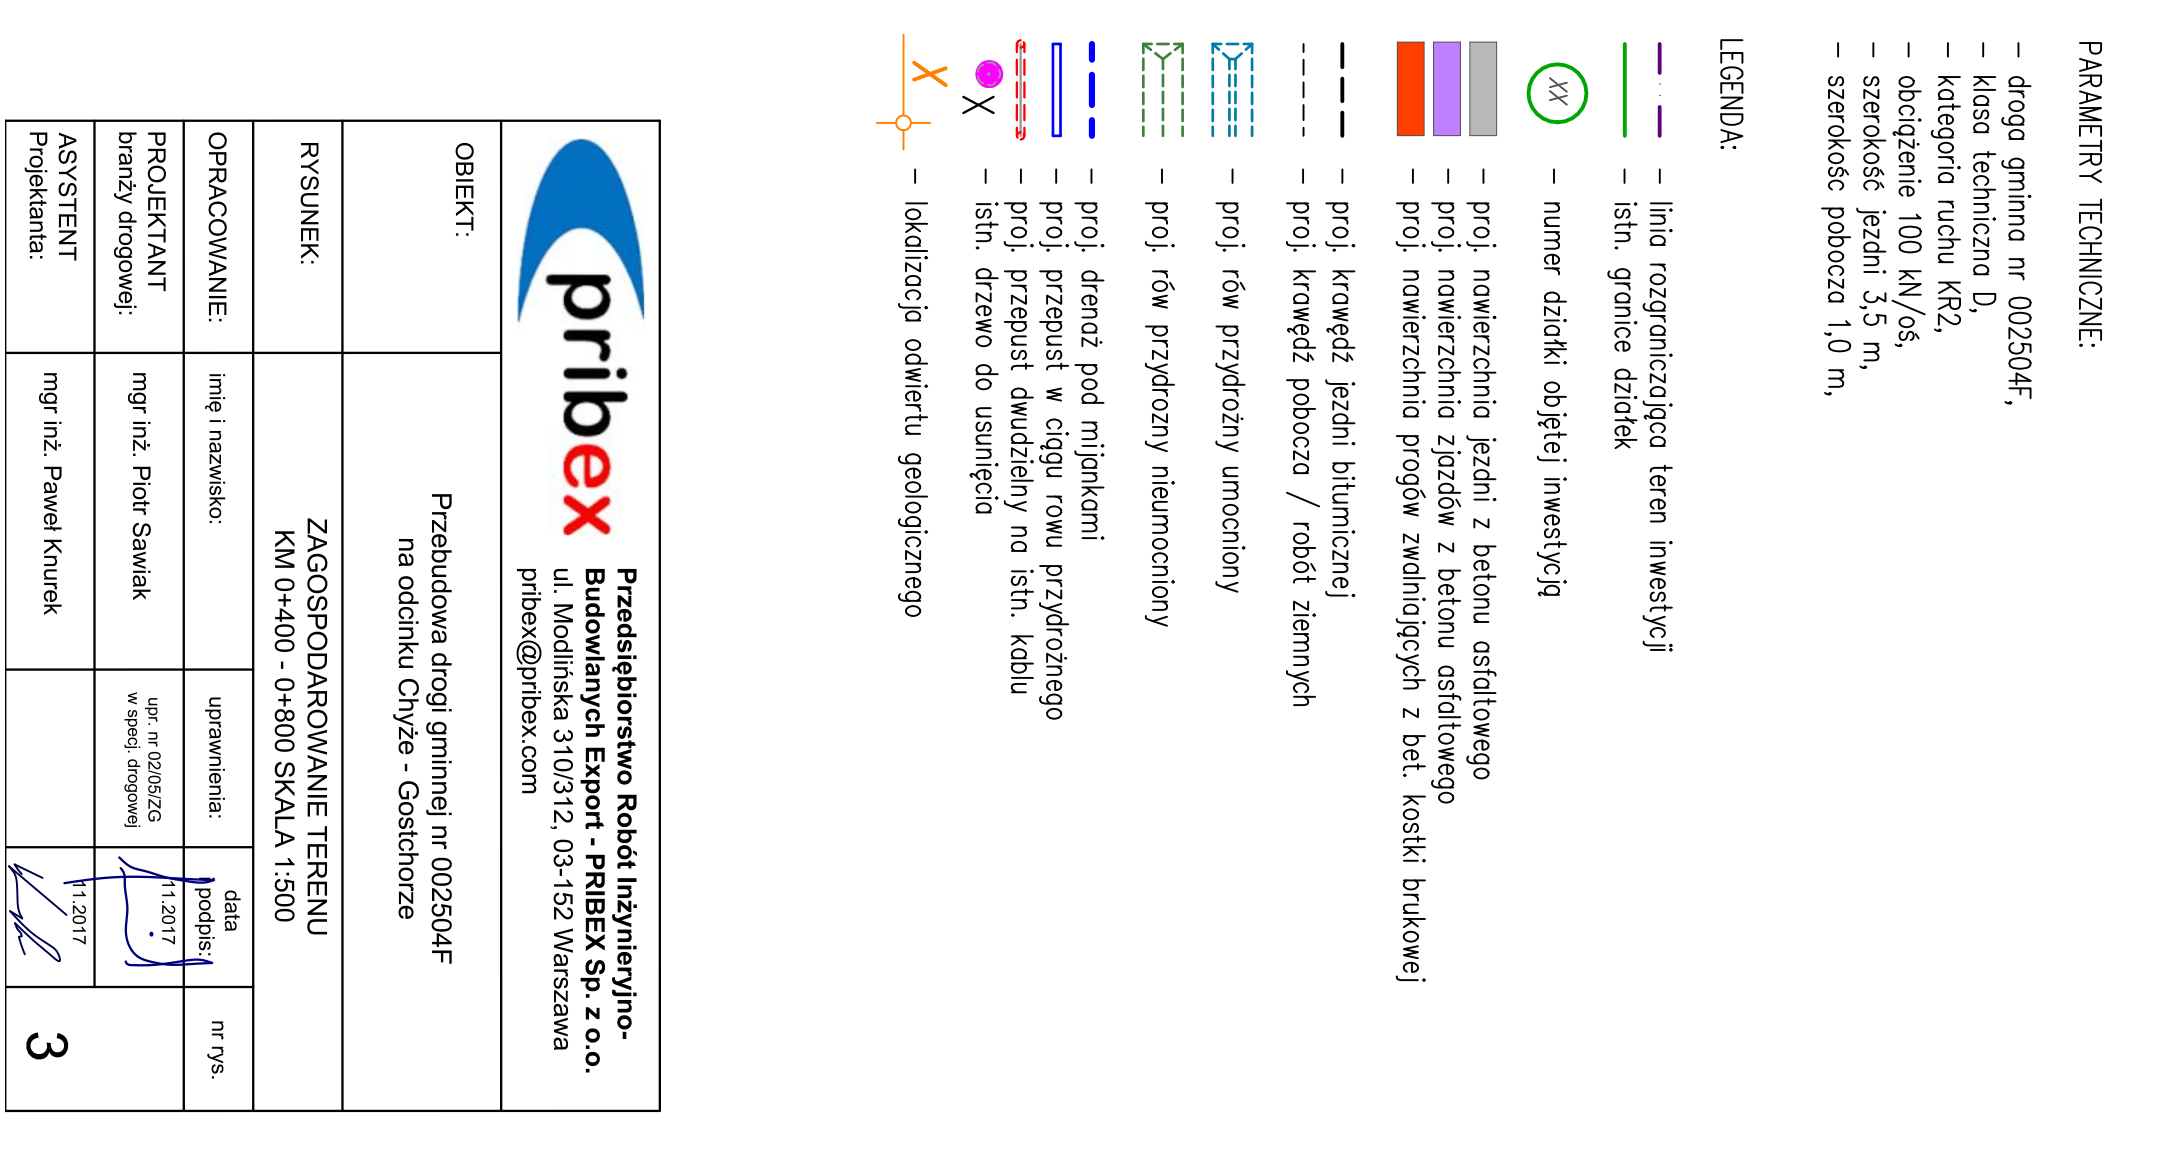 PARAMETRY TECHNICZNE:
– droga gminna nr 002504F,
– klasa techniczna D,
– kategoria ruchu KR2,
– obciążenie 100 kN/oś,
– szerokość jezdni 3,5 m,
– szerokośc pobocza 1,0 m,
LEGENDA:
– linia rozgraniczająca teren inwestycji
– istn. granice działek
XX – numer działki objętej inwestycją
– proj. nawierzchnia jezdni z betonu asfaltowego
– proj. nawierzchnia zjazdów z betonu asfaltowego
– proj. nawierzchnia progów zwalniających z bet. kostki brukowej
– proj. krawędź jezdni bitumicznej
– proj. krawędź pobocza / robót ziemnych
– proj. rów przydrożny umocniony
– proj. rów przydrozny nieumocniony
– proj. drenaż pod mijankami
– proj. przepust w ciągu rowu przydrożnego
– proj. przepust dwudzielny na istn. kablu
– istn. drzewo do usunięcia
– lokalizacja odwiertu geologicznego
pribex
Przedsiębiorstwo Robót Inżynieryjno-
Budowlanych Export - PRIBEX Sp. z o.o.
ul. Modlińska 310/312, 03-152 Warszawa
pribex@pribex.com
OBIEKT:
Przebudowa drogi gminnej nr 002504F
na odcinku Chyże - Gostchorze
RYSUNEK:
ZAGOSPODAROWANIE TERENU
KM 0+400 - 0+800 SKALA 1:500
OPRACOWANIE:
imię i nazwisko:
uprawnienia:
data
i podpis:
nr rys.
PROJEKTANT
branży drogowej:
mgr inż. Piotr Sawiak
upr. nr 02/05/ZG
w specj. drogowej
11.2017
ASYSTENT
Projektanta:
mgr inż. Paweł Knurek
11.2017
3